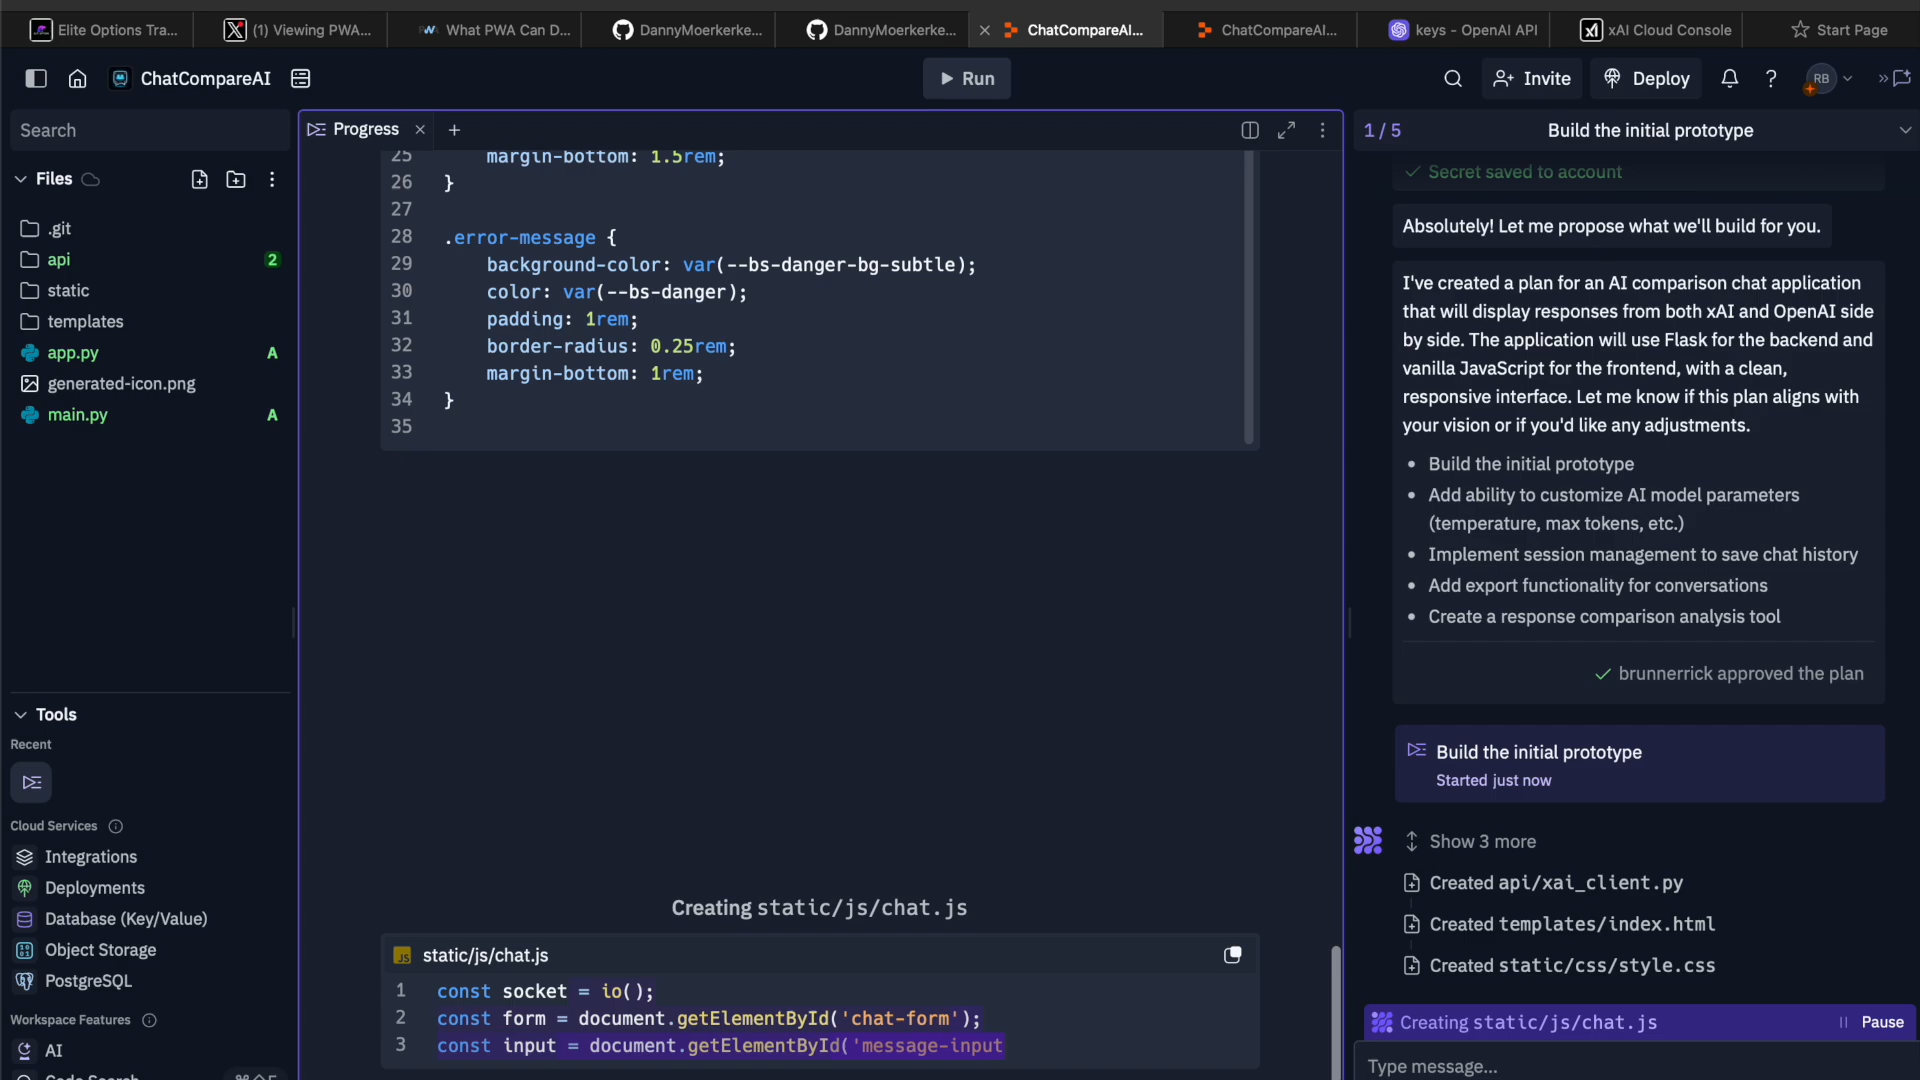 Elite Options Tra...
(1) Viewing PWA...
What PWA Can D...
DannyMoerkerke...
DannyMoerkerke...
ChatCompareAI...
ChatCompareAI...
keys - OpenAI API
xAI Cloud Console
Start Page
ChatCompareAI
Run
Invite
Deploy
RB
Search
Files
.git
api
2
static
templates
app.py
A
generated-icon.png
main.py
A
Tools
Recent
Cloud Services
Integrations
Deployments
Database (Key/Value)
Object Storage
PostgreSQL
Workspace Features
AI
Progress
25 margin-bottom: 1.5rem;
26 }
27
28 .error-message {
29 background-color: var(--bs-danger-bg-subtle);
30 color: var(--bs-danger);
31 padding: 1rem;
32 border-radius: 0.25rem;
33 margin-bottom: 1rem;
34 }
35
Creating static/js/chat.js
JS static/js/chat.js
1 const socket = io();
2 const form = document.getElementById('chat-form');
3 const input = document.getElementById('message-input
1 / 5
Build the initial prototype
Secret saved to account
Absolutely! Let me propose what we'll build for you.
I've created a plan for an AI comparison chat application
that will display responses from both xAI and OpenAI side
by side. The application will use Flask for the backend and
vanilla JavaScript for the frontend, with a clean,
responsive interface. Let me know if this plan aligns with
your vision or if you'd like any adjustments.
• Build the initial prototype
• Add ability to customize AI model parameters
(temperature, max tokens, etc.)
• Implement session management to save chat history
• Add export functionality for conversations
• Create a response comparison analysis tool
brunnerrick approved the plan
Build the initial prototype
Started just now
Show 3 more
Created api/xai_client.py
Created templates/index.html
Created static/css/style.css
Creating static/js/chat.js
Pause
Type message...